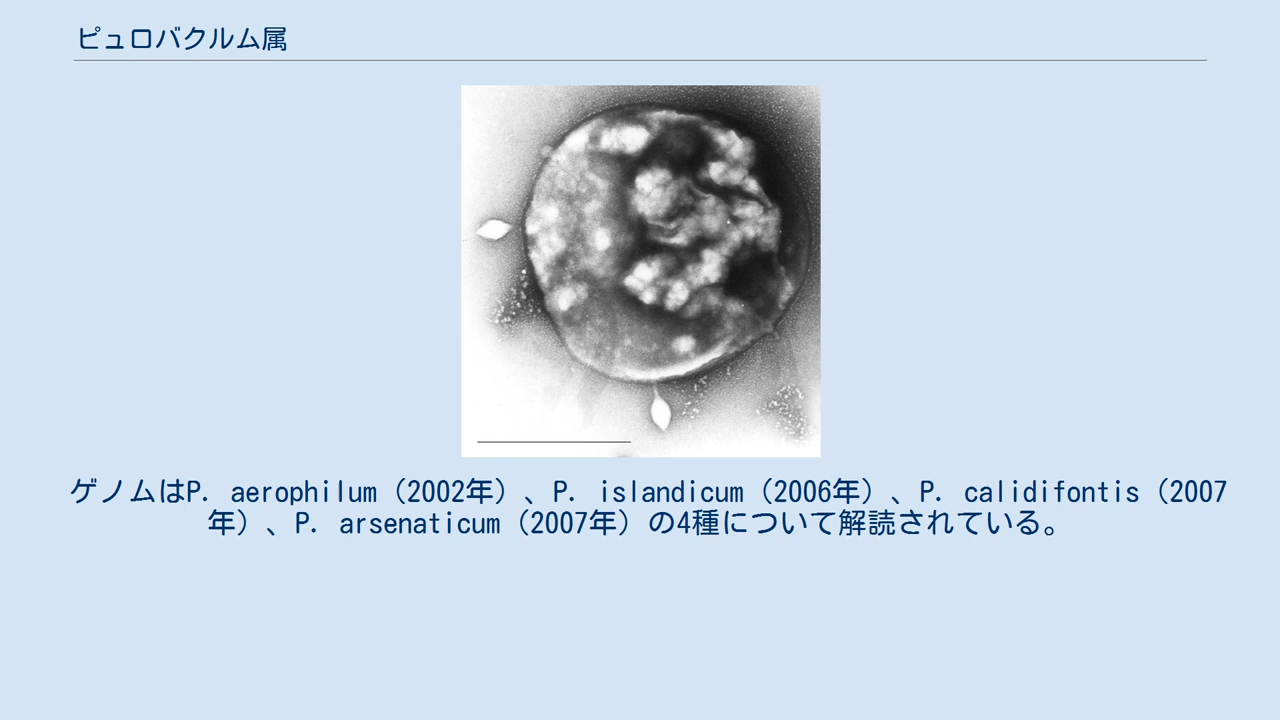 ピュロバクルム属
ゲノムはP. aerophilum（2002年）、P. islandicum（2006年）、P. calidifontis（2007
年）、P. arsenaticum（2007年）の4種について解読されている。